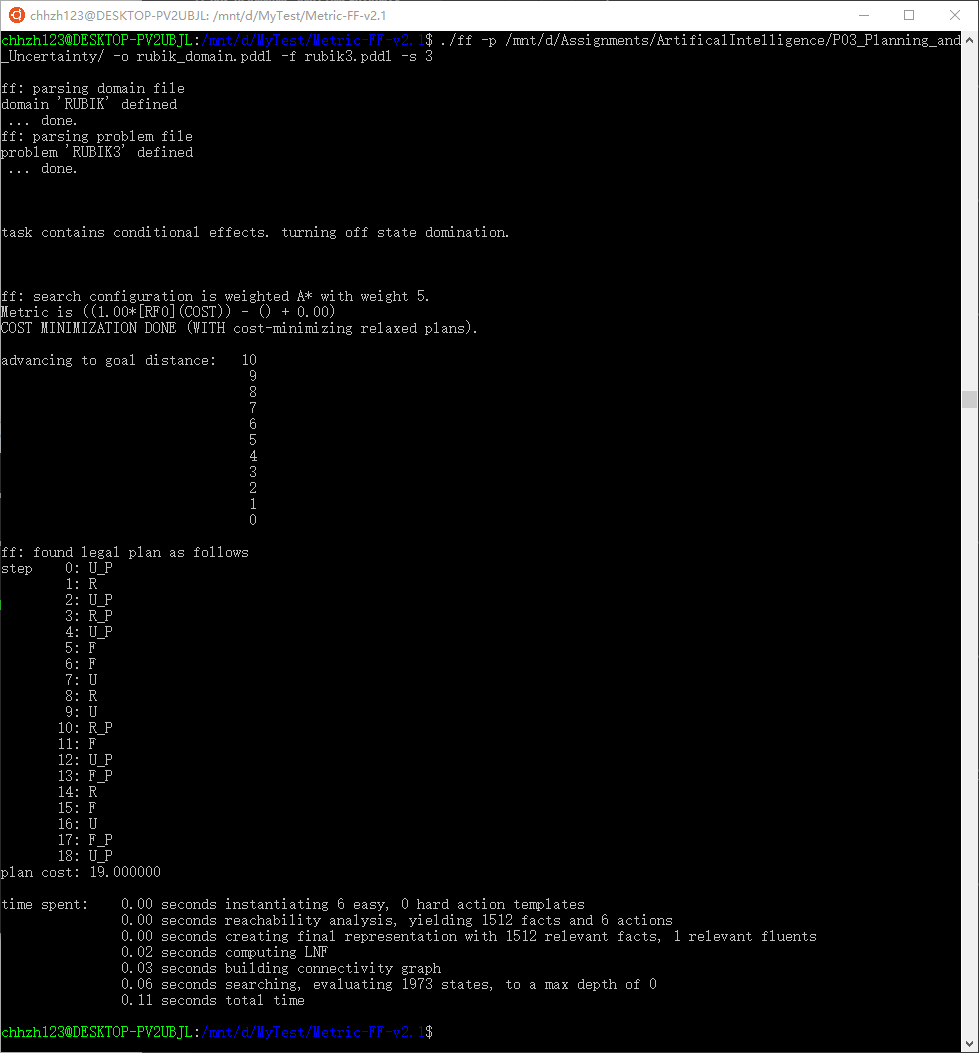 chhzh123@DESKTOP-PV2UBJL: /mnt/d/MyTest/Metric-FF-v2.1
chhzh123@DESKTOP-PV2UBJL:/mnt/d/MyTest/Metric-FF-v2.1$ ./ff -p /mnt/d/Assignments/ArtificalIntelligence/P03_Planning_and
_Uncertainty/ -o rubik_domain.pddl -f rubik3.pddl -s 3
ff: parsing domain file
domain 'RUBIK' defined
... done.
ff: parsing problem file
problem 'RUBIK3' defined
... done.
task contains conditional effects. turning off state domination.
ff: search configuration is weighted A* with weight 5.
Metric is ((1.00*[RF0](COST)) - () + 0.00)
COST MINIMIZATION DONE (WITH cost-minimizing relaxed plans).
advancing to goal distance: 10
9
8
7
6
5
4
3
2
1
0
ff: found legal plan as follows
step 0: U_P
1: R
2: U_P
3: R_P
4: U_P
5: F
6: F
7: U
8: R
9: U
10: R_P
11: F
12: U_P
13: F_P
14: R
15: F
16: U
17: F_P
18: U_P
plan cost: 19.000000
time spent: 0.00 seconds instantiating 6 easy, 0 hard action templates
0.00 seconds reachability analysis, yielding 1512 facts and 6 actions
0.00 seconds creating final representation with 1512 relevant facts, 1 relevant fluents
0.02 seconds computing LNF
0.03 seconds building connectivity graph
0.06 seconds searching, evaluating 1973 states, to a max depth of 0
0.11 seconds total time
chhzh123@DESKTOP-PV2UBJL:/mnt/d/MyTest/Metric-FF-v2.1$